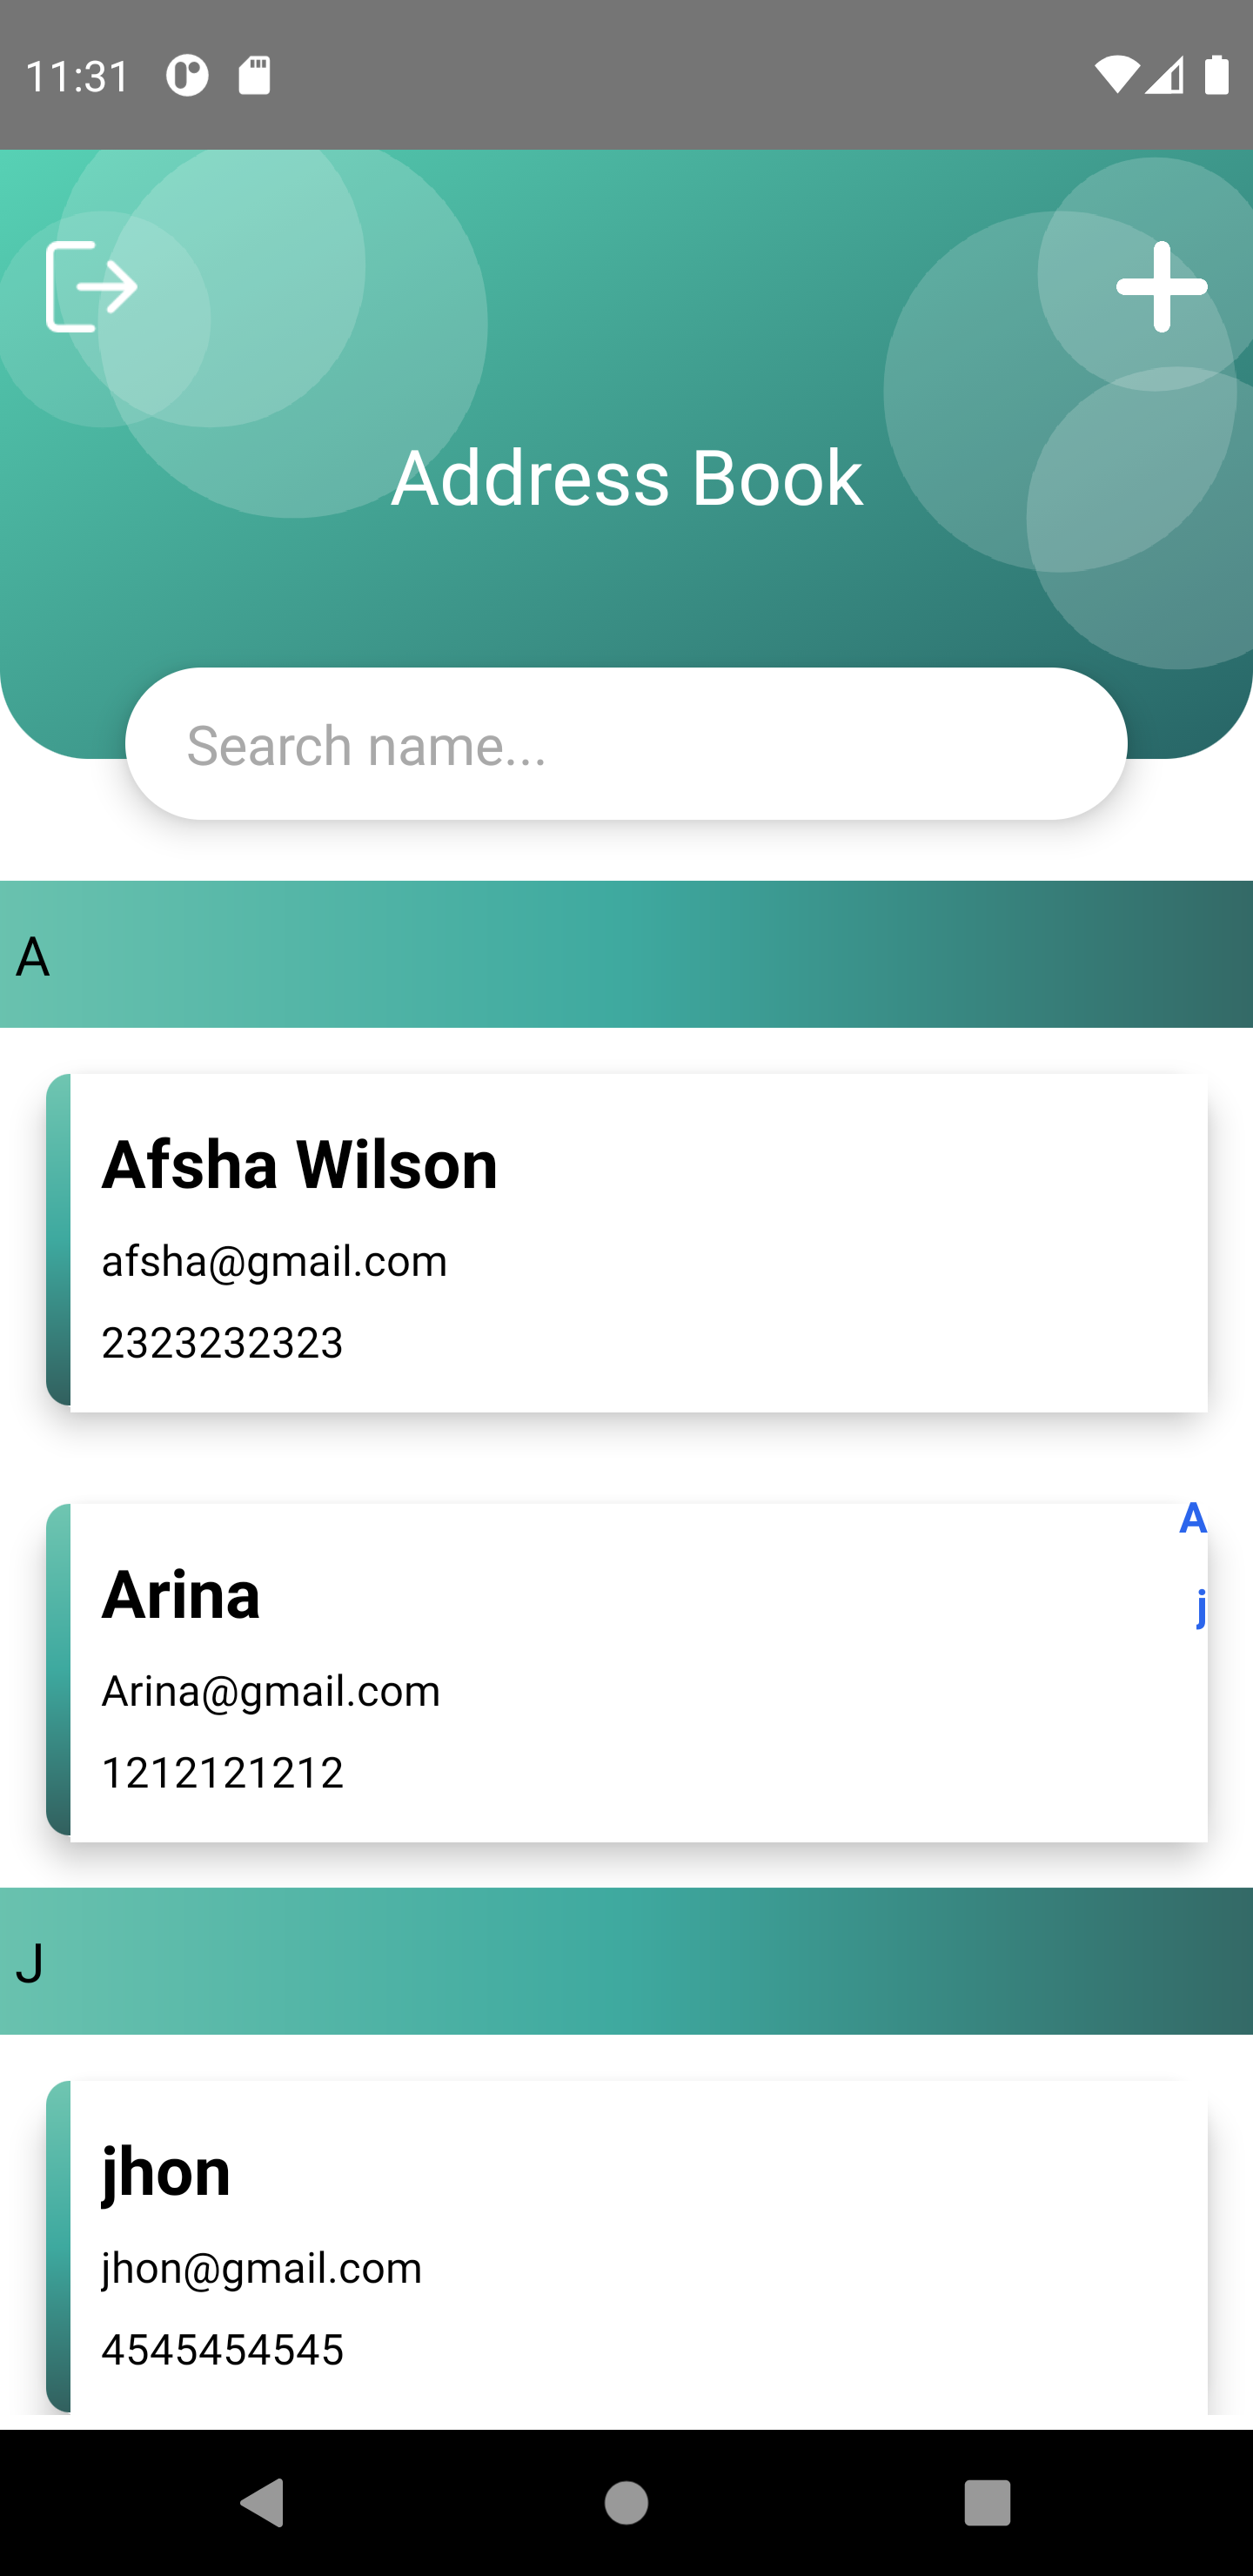 11:31
Address Book
Search name...
A
Afsha Wilson
afsha@gmail.com
2323232323
A
Arina
j
Arina@gmail.com
1212121212
J
jhon
jhon@gmail.com
4545454545